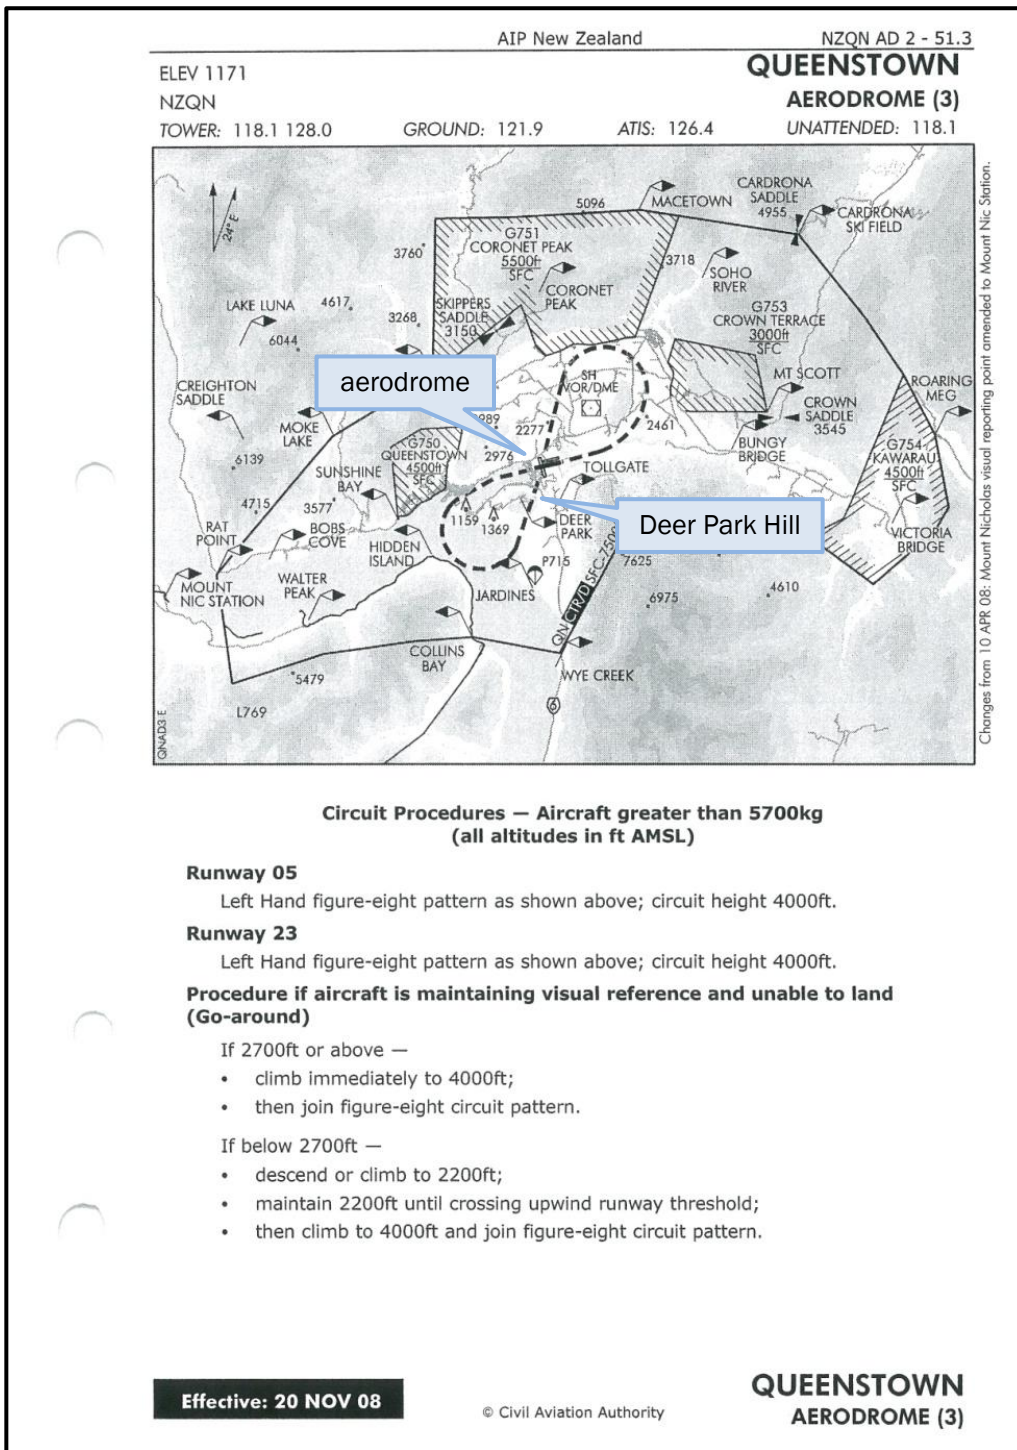 AIP New Zealand
NZQN AD 2 - 51.3
ELEV 1171
QUEENSTOWN
NZQN
AERODROME (3)
TOWER: 118.1 128.0
GROUND: 121.9
ATIS: 126.4
UNATTENDED: 118.1
24° E
5096
MACETOWN
CARDRONA
SADDLE
4955
CARDRONA
SKI FIELD
G751
CORONET PEAK
5500ft
SFC
3760
3718
SOHO
RIVER
CORONET
PEAK
LAKE LUNA
4617
SKIPPERS
SADDLE
3150
3268
6044
G753
CROWN TERRACE
3000ft
SFC
aerodrome
SH
VOR/DME
MT SCOTT
ROARING
MEG
CREIGHTON
SADDLE
MOKE
LAKE
2277
2461
CROWN
SADDLE
3545
BUNGY
BRIDGE
G750
QUEENSTOWN
4500ft
SFC
2976
6139
G754
KAWARAU
4500ft
SFC
SUNSHINE
BAY
TOLLGATE
4715
3577
1159
1369
DEER
PARK
Deer Park Hill
RAT
POINT
BOBS
COVE
HIDDEN
ISLAND
VICTORIA
BRIDGE
P715
7625
MOUNT
NIC STATION
WALTER
PEAK
JARDINES
QN CTR/D SFC-7500
6975
4610
COLLINS
BAY
WYE CREEK
5479
L769
6
QNAD3 E
Changes from 10 APR 08: Mount Nicholas visual reporting point amended to Mount Nic Station.
Circuit Procedures — Aircraft greater than 5700kg
(all altitudes in ft AMSL)
Runway 05
Left Hand figure-eight pattern as shown above; circuit height 4000ft.
Runway 23
Left Hand figure-eight pattern as shown above; circuit height 4000ft.
Procedure if aircraft is maintaining visual reference and unable to land
(Go-around)
If 2700ft or above —
• climb immediately to 4000ft;
• then join figure-eight circuit pattern.
If below 2700ft —
• descend or climb to 2200ft;
• maintain 2200ft until crossing upwind runway threshold;
• then climb to 4000ft and join figure-eight circuit pattern.
Effective: 20 NOV 08
© Civil Aviation Authority
QUEENSTOWN
AERODROME (3)